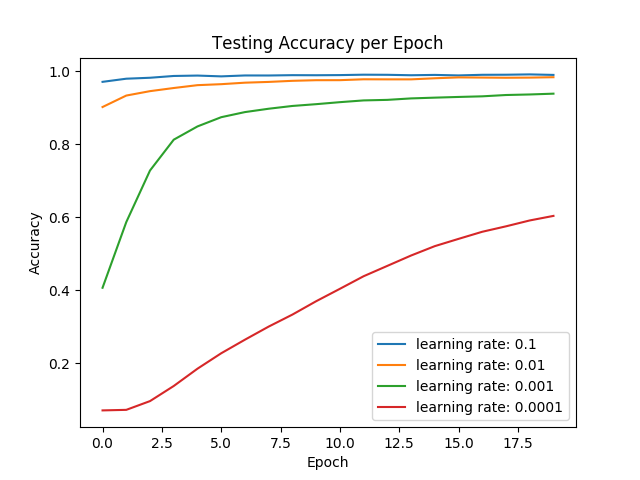 Testing Accuracy per Epoch
1.0
0.8
0.6
0.4
0.2
Accuracy
learning rate: 0.1
learning rate: 0.01
learning rate: 0.001
learning rate: 0.0001
0.0 2.5 5.0 7.5 10.0 12.5 15.0 17.5
Epoch